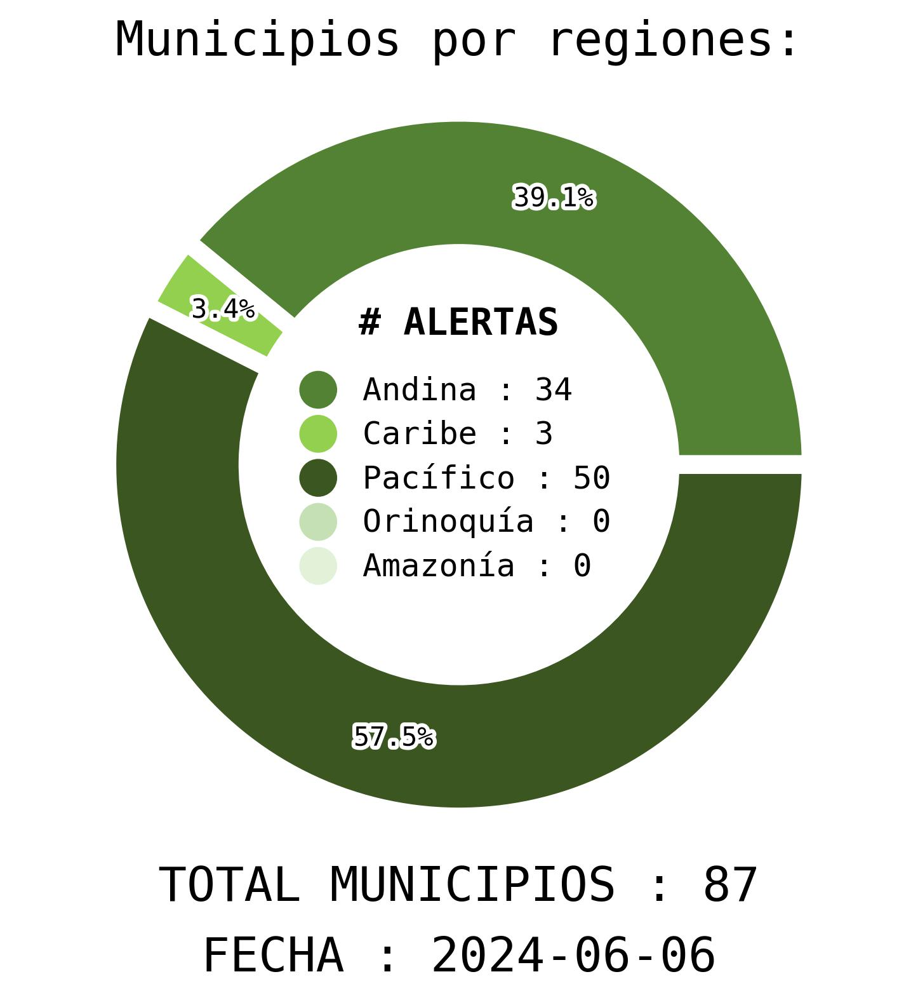 Municipios por regiones:
39.1%
3.4%
# ALERTAS
Andina : 34
Caribe : 3
Pacífico : 50
Orinoquía : 0
Amazonía : 0
57.5%
TOTAL MUNICIPIOS : 87
FECHA : 2024-06-06